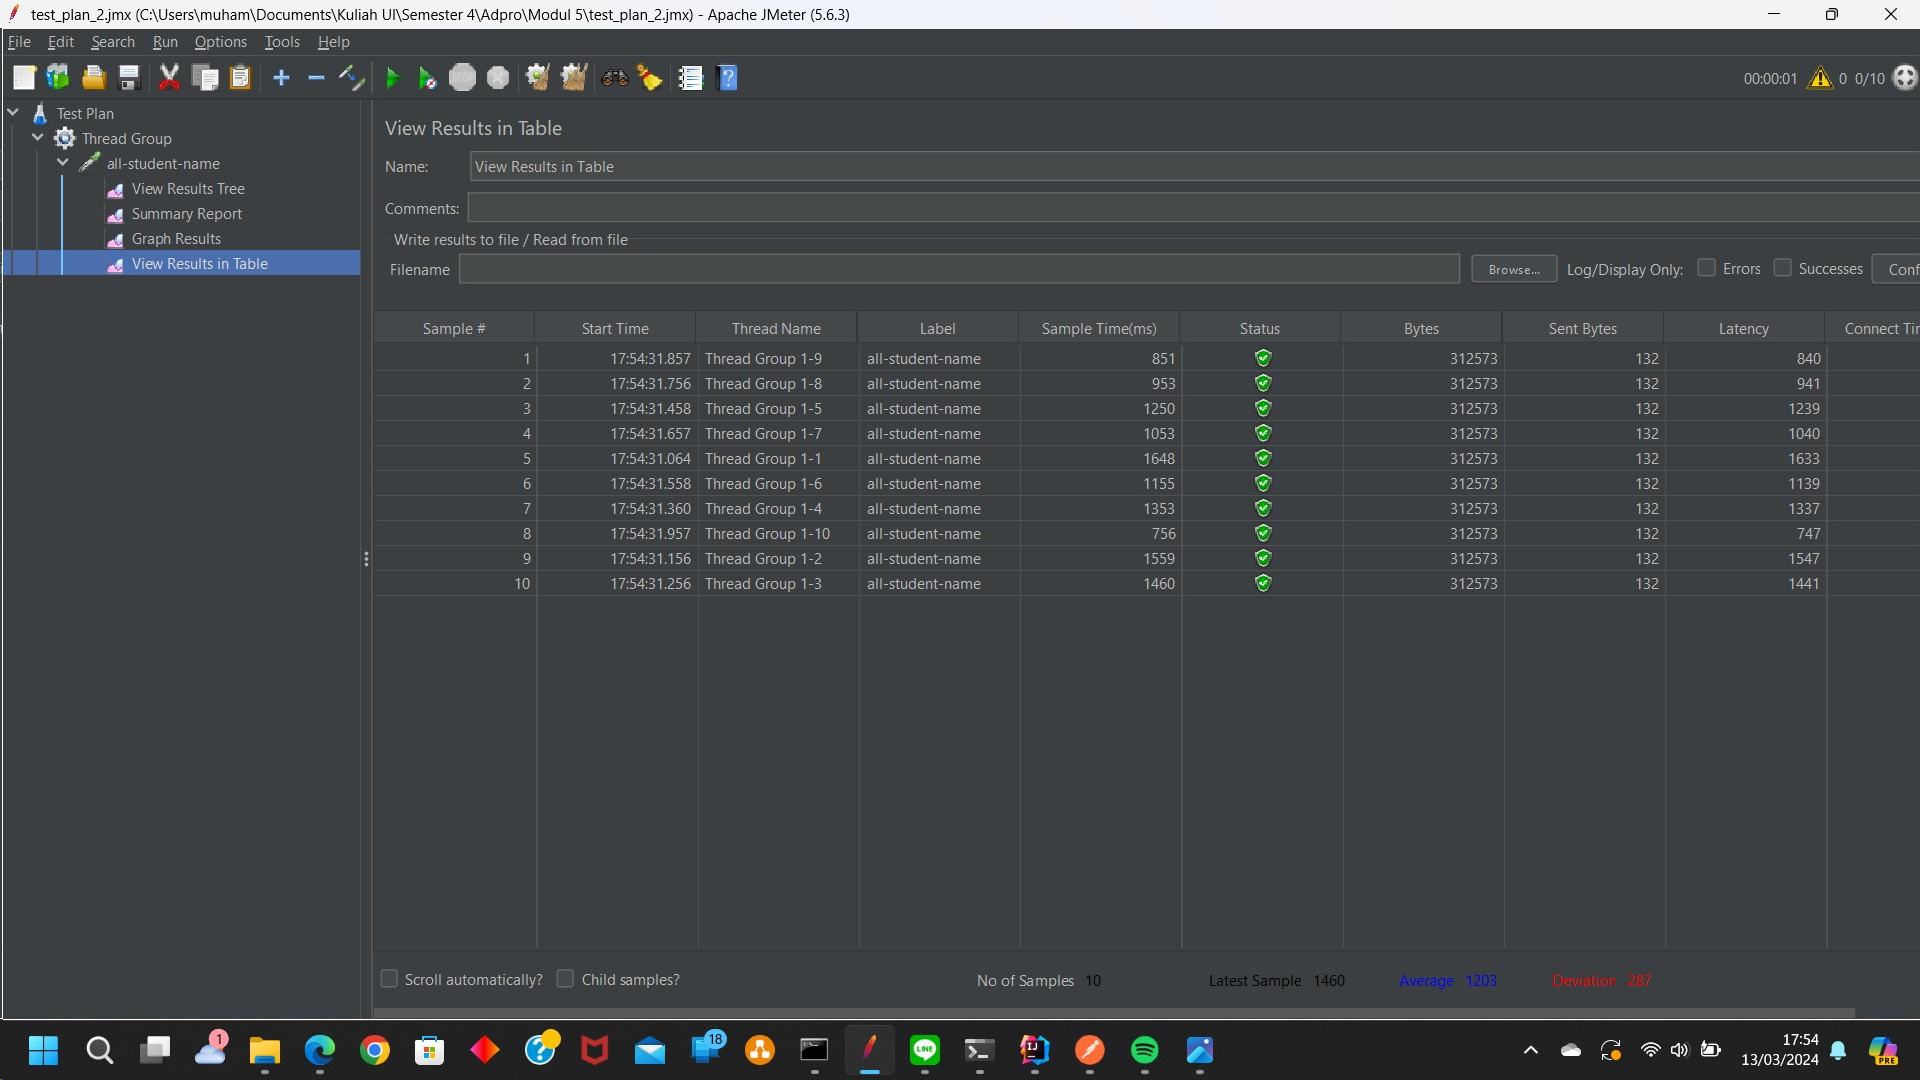 test_plan_2.jmx (C:\Users\muham\Documents\Kuliah UI\Semester 4\Adpro\Modul 5\test_plan_2.jmx) - Apache JMeter (5.6.3)
File Edit Search Run Options Tools Help
00:00:01 0 0/10
Test Plan
Thread Group
all-student-name
View Results Tree
Summary Report
Graph Results
View Results in Table
View Results in Table
Name: View Results in Table
Comments:
Write results to file / Read from file
Filename Browse... Log/Display Only: Errors Successes Conf
Sample # Start Time Thread Name Label Sample Time(ms) Status Bytes Sent Bytes Latency Connect Tir
1 17:54:31.857 Thread Group 1-9 all-student-name 851 312573 132 840
2 17:54:31.756 Thread Group 1-8 all-student-name 953 312573 132 941
3 17:54:31.458 Thread Group 1-5 all-student-name 1250 312573 132 1239
4 17:54:31.657 Thread Group 1-7 all-student-name 1053 312573 132 1040
5 17:54:31.064 Thread Group 1-1 all-student-name 1648 312573 132 1633
6 17:54:31.558 Thread Group 1-6 all-student-name 1155 312573 132 1139
7 17:54:31.360 Thread Group 1-4 all-student-name 1353 312573 132 1337
8 17:54:31.957 Thread Group 1-10 all-student-name 756 312573 132 747
9 17:54:31.156 Thread Group 1-2 all-student-name 1559 312573 132 1547
10 17:54:31.256 Thread Group 1-3 all-student-name 1460 312573 132 1441
Scroll automatically? Child samples? No of Samples 10 Latest Sample 1460 Average 1203 Deviation 287
1
18
LINE
IJ
17:54
13/03/2024
PRE